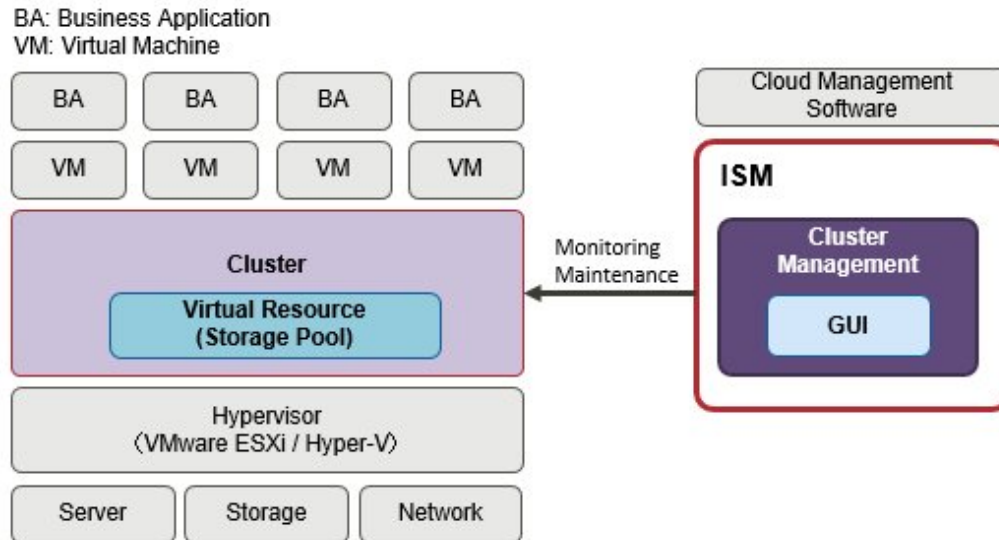 BA: Business Application
VM: Virtual Machine
BA
BA
BA
BA
VM
VM
VM
VM
Cluster
Virtual Resource
(Storage Pool)
Hypervisor
（VMware ESXi / Hyper-V）
Server
Storage
Network
Monitoring
Maintenance
Cloud Management
Software
ISM
Cluster
Management
GUI